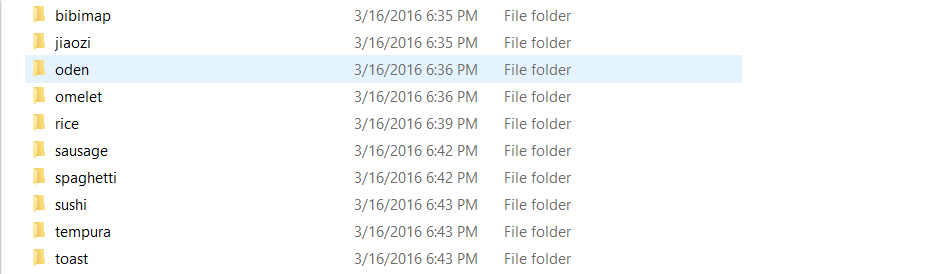 bibimap 3/16/2016 6:35 PM File folder
jiaozi 3/16/2016 6:35 PM File folder
oden 3/16/2016 6:36 PM File folder
omelet 3/16/2016 6:36 PM File folder
rice 3/16/2016 6:39 PM File folder
sausage 3/16/2016 6:42 PM File folder
spaghetti 3/16/2016 6:42 PM File folder
sushi 3/16/2016 6:43 PM File folder
tempura 3/16/2016 6:43 PM File folder
toast 3/16/2016 6:43 PM File folder